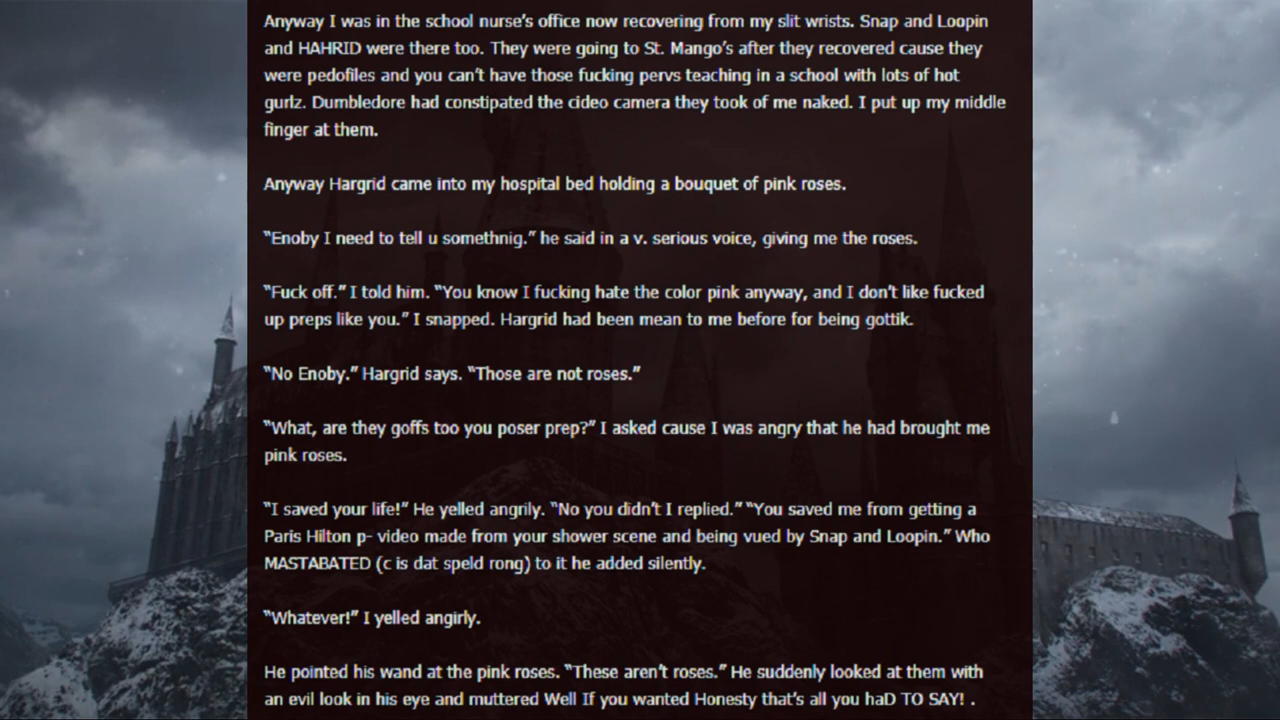 Anyway I was in the school nurse's office now recovering from my slit wrists. Snap and Loopin
and HAHRID were there too. They were going to St. Mango's after they recovered cause they
were pedofiles and you can't have those fucking pervs teaching in a school with lots of hot
gurlz. Dumbledore had constipated the cideo camera they took of me naked. I put up my middle
finger at them.
Anyway Hargrid came into my hospital bed holding a bouquet of pink roses.
"Enoby I need to tell u somethnig." he said in a v. serious voice, giving me the roses.
"Fuck off." I told him. "You know I fucking hate the color pink anyway, and I don't like fucked
up preps like you." I snapped. Hargrid had been mean to me before for being gottik.
"No Enoby." Hargrid says. "Those are not roses."
"What, are they goffs too you poser prep?" I asked cause I was angry that he had brought me
pink roses.
"I saved your life!" He yelled angrily. "No you didn't I replied." "You saved me from getting a
Paris Hilton p- video made from your shower scene and being vued by Snap and Loopin." Who
MASTABATED (c is dat speld rong) to it he added silently.
"Whatever!" I yelled angirly.
He pointed his wand at the pink roses. "These aren't roses." He suddenly looked at them with
an evil look in his eye and muttered Well If you wanted Honesty that's all you haD TO SAY! .